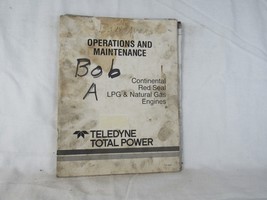 OPERATIONS AND
MAINTENANCE
Bob
A
Continental
Red Seal
LPG & Natural Gas
Engines
TELEDYNE
TOTAL POWER